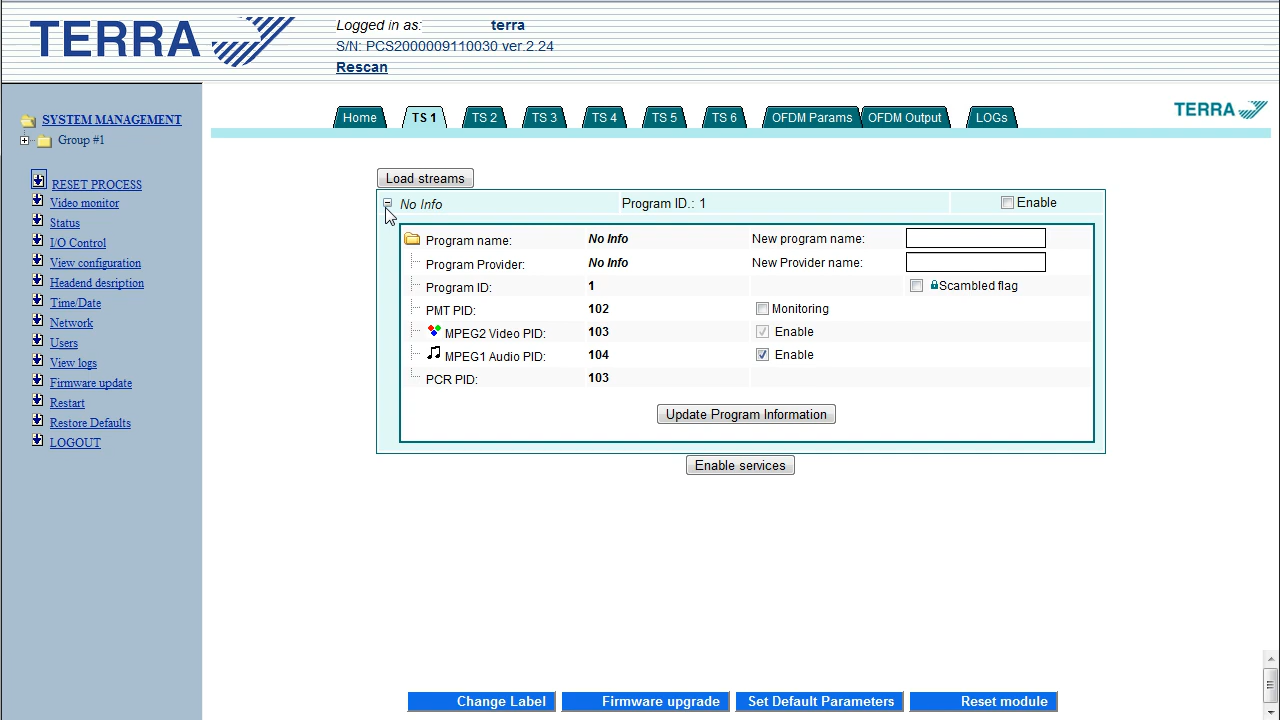 TERRA
Logged in as: terra
S/N: PCS2000009110030 ver.2.24
Rescan
SYSTEM MANAGEMENT
Group #1
RESET PROCESS
Video monitor
Status
I/O Control
View configuration
Headend desription
Time/Date
Network
Users
View logs
Firmware update
Restart
Restore Defaults
LOGOUT
Home TS 1 TS 2 TS 3 TS 4 TS 5 TS 6 OFDM Params OFDM Output LOGs
TERRA
Load streams
No Info Program ID.: 1 Enable
Program name: No Info New program name:
Program Provider: No Info New Provider name:
Program ID: 1 Scambled flag
PMT PID: 102 Monitoring
MPEG2 Video PID: 103 Enable
MPEG1 Audio PID: 104 Enable
PCR PID: 103
Update Program Information
Enable services
Change Label Firmware upgrade Set Default Parameters Reset module